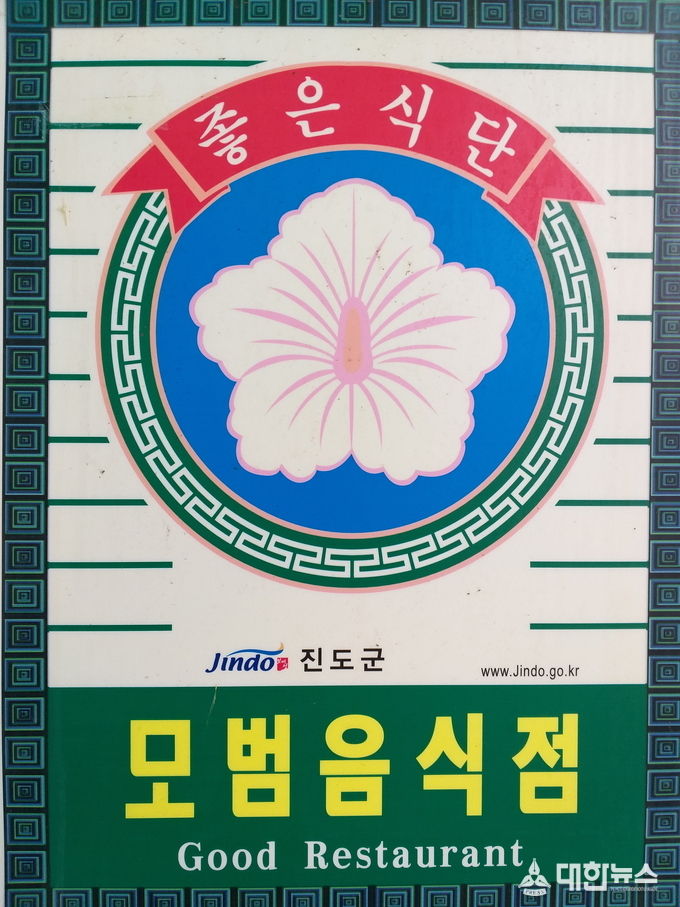 좋은식단
Jindo 진도군
www.Jindo.go.kr
모범음식점
Good Restaurant
대한뉴스